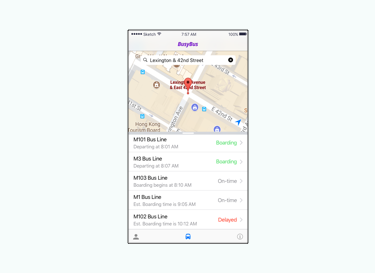 Sketch
7:57 AM
100%
BusyBus
Lexington & 42nd Street
Lexington Avenue
& East 42nd Street
42nd St
Hong Kong
Tourism Board
M101 Bus Line
Departing at 8:01 AM
Boarding
M3 Bus Line
Departing at 8:07 AM
Boarding
M103 Bus Line
Boarding begins at 8:10 AM
On-time
M1 Bus Line
Est. Boarding time is 9:05 AM
On-time
M102 Bus Line
Est. Boarding time is 10:12 AM
Delayed